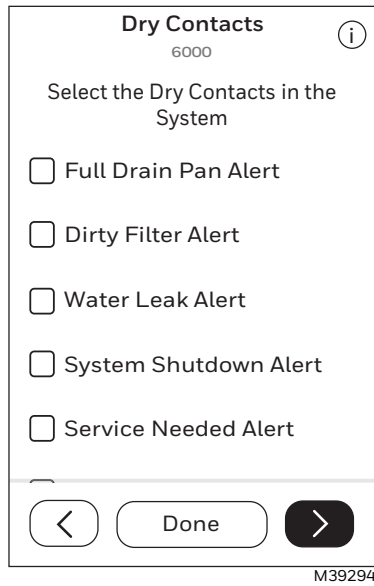 Dry Contacts
6000
Select the Dry Contacts in the
System
Full Drain Pan Alert
Dirty Filter Alert
Water Leak Alert
System Shutdown Alert
Service Needed Alert
Done
M39294